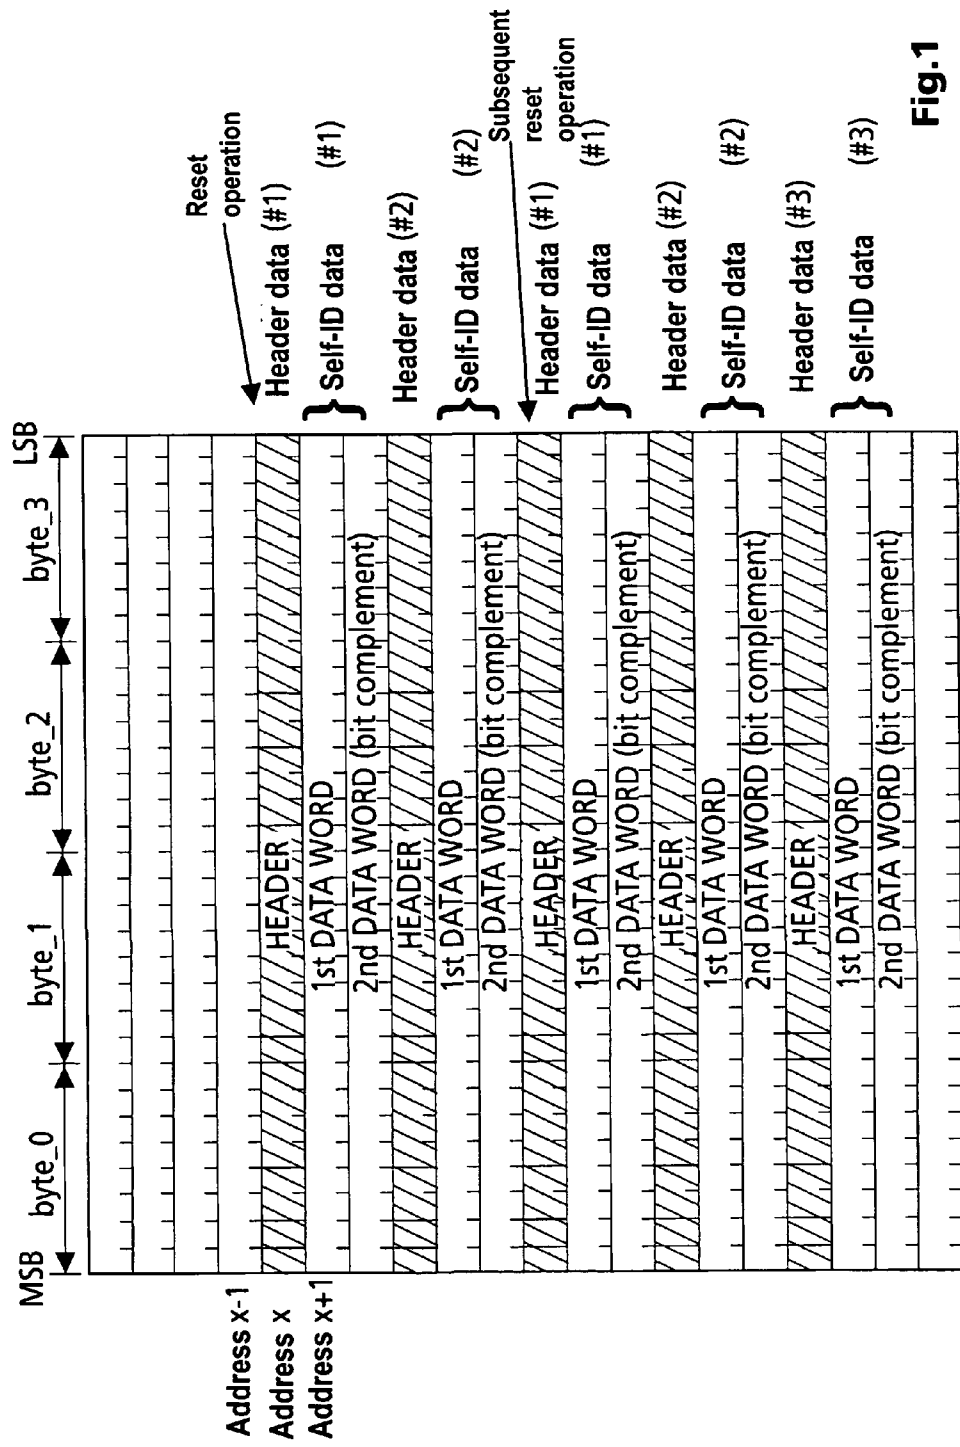 MSB byte_0 byte_1 byte_2 byte_3 LSB
Reset
operation
Address x-1
Address x HEADER Header data (#1)
Address x+1 1st DATA WORD Self-ID data (#1)
2nd DATA WORD (bit complement)
HEADER Header data (#2)
1st DATA WORD Self-ID data (#2)
2nd DATA WORD (bit complement)
Subsequent
reset
operation
HEADER Header data (#1)
1st DATA WORD Self-ID data (#1)
2nd DATA WORD (bit complement)
HEADER Header data (#2)
1st DATA WORD Self-ID data (#2)
2nd DATA WORD (bit complement)
HEADER Header data (#3)
1st DATA WORD Self-ID data (#3)
2nd DATA WORD (bit complement)
Fig.1